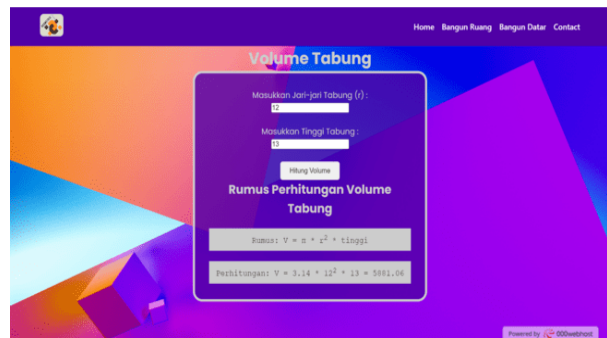 Home Bangun Ruang Bangun Datar Contact
Volume Tabung
Masukkan Jari-jari Tabung (r) :
12
Masukkan Tinggi Tabung :
13
Hitung Volume
Rumus Perhitungan Volume
Tabung
Rumus: V = π * r² * tinggi
Perhitungan: V = 3.14 * 12² * 13 = 5881.06
Powered by 000webhost